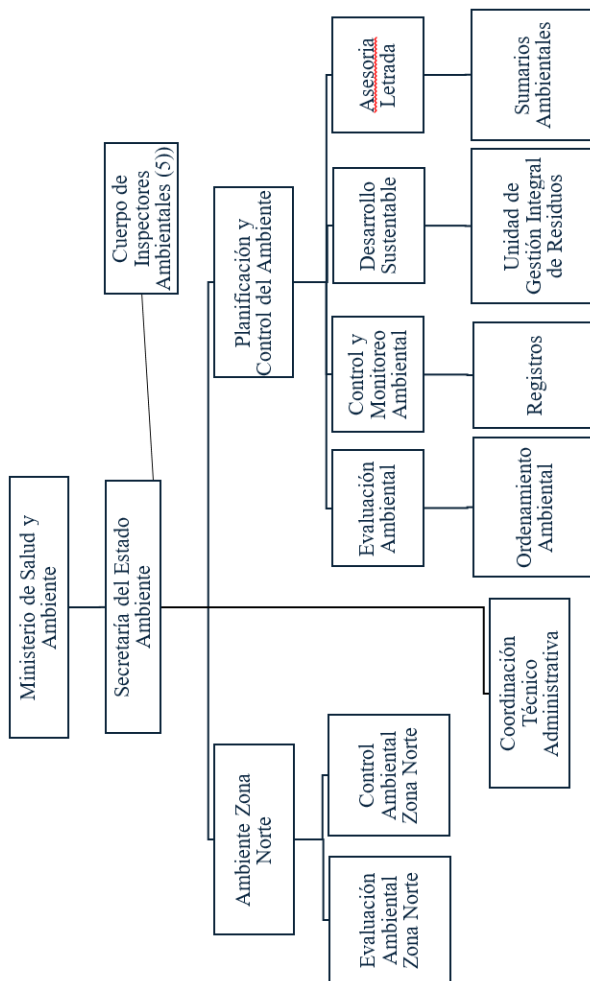 Ministerio de Salud y
Ambiente
Secretaría del Estado
Ambiente
Cuerpo de
Inspectores
Ambientales (5))
Ambiente Zona
Norte
Planificación y
Control del Ambiente
Evaluación
Ambiental
Zona Norte
Control
Ambiental
Zona Norte
Evaluación
Ambiental
Control y
Monitoreo
Ambiental
Desarrollo
Sustentable
Asesoria
Letrada
Coordinación
Técnico
Administrativa
Ordenamiento
Ambiental
Registros
Unidad de
Gestión Integral
de Residuos
Sumarios
Ambientales